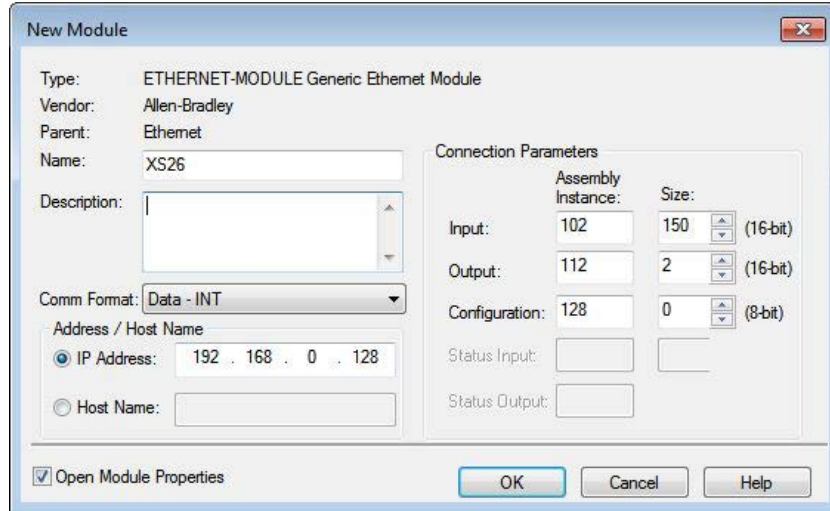 New Module
Type: ETHERNET-MODULE Generic Ethernet Module
Vendor: Allen-Bradley
Parent: Ethernet
Name: XS26
Description:
Comm Format: Data - INT
Address / Host Name
IP Address: 192 . 168 . 0 . 128
Host Name:
Connection Parameters
Assembly
Instance: Size:
Input: 102 150 (16-bit)
Output: 112 2 (16-bit)
Configuration: 128 0 (8-bit)
Status Input:
Status Output:
Open Module Properties
OK Cancel Help